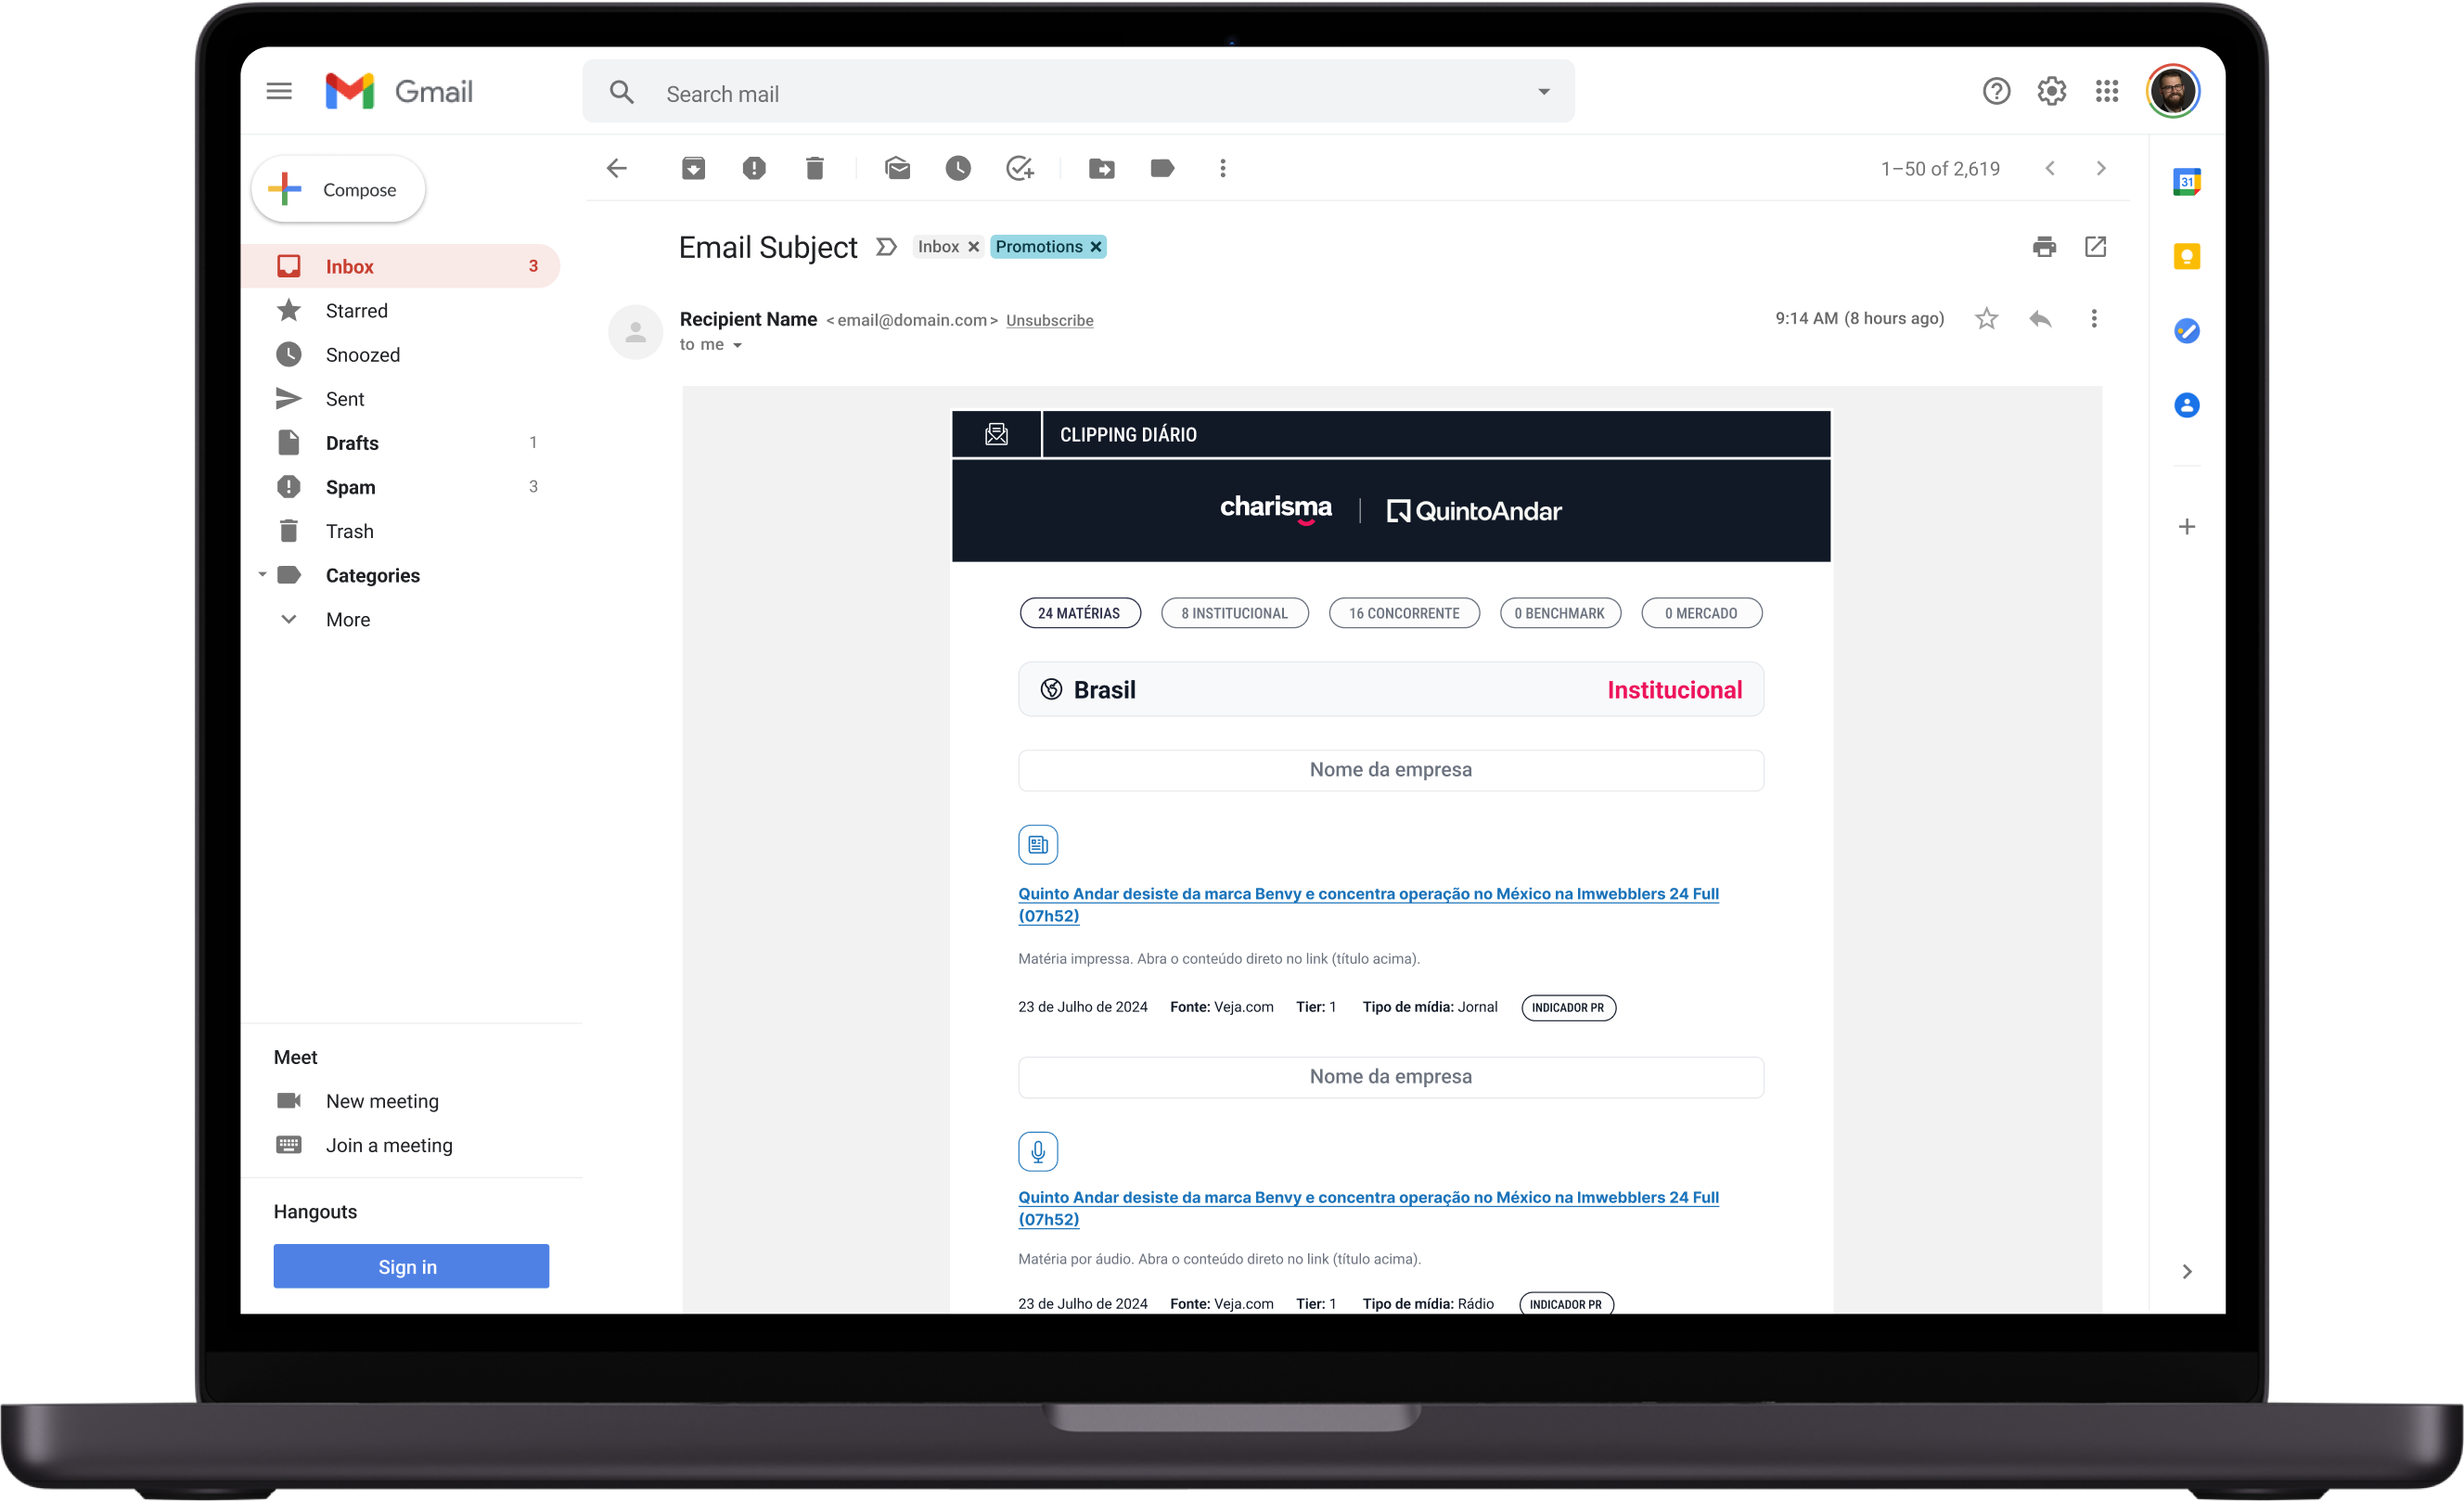 Gmail
Search mail
Compose
1–50 of 2,619
31
Email Subject
Inbox
Promotions
Inbox 3
Starred
Snoozed
Sent
Drafts 1
Spam 3
Trash
Categories
More
Recipient Name <email@domain.com> Unsubscribe
9:14 AM (8 hours ago)
to me
CLIPPING DIÁRIO
charisma | QuintoAndar
24 MATÉRIAS
8 INSTITUCIONAL
16 CONCORRENTE
0 BENCHMARK
0 MERCADO
Brasil
Institucional
Nome da empresa
Quinto Andar desiste da marca Benvy e concentra operação no México na Imwebblers 24 Full
(07h52)
Matéria impressa. Abra o conteúdo direto no link (título acima).
23 de Julho de 2024 Fonte: Veja.com Tier: 1 Tipo de mídia: Jornal INDICADOR PR
Nome da empresa
Quinto Andar desiste da marca Benvy e concentra operação no México na Imwebblers 24 Full
(07h52)
Matéria por áudio. Abra o conteúdo direto no link (título acima).
23 de Julho de 2024 Fonte: Veja.com Tier: 1 Tipo de mídia: Rádio INDICADOR PR
Meet
New meeting
Join a meeting
Hangouts
Sign in